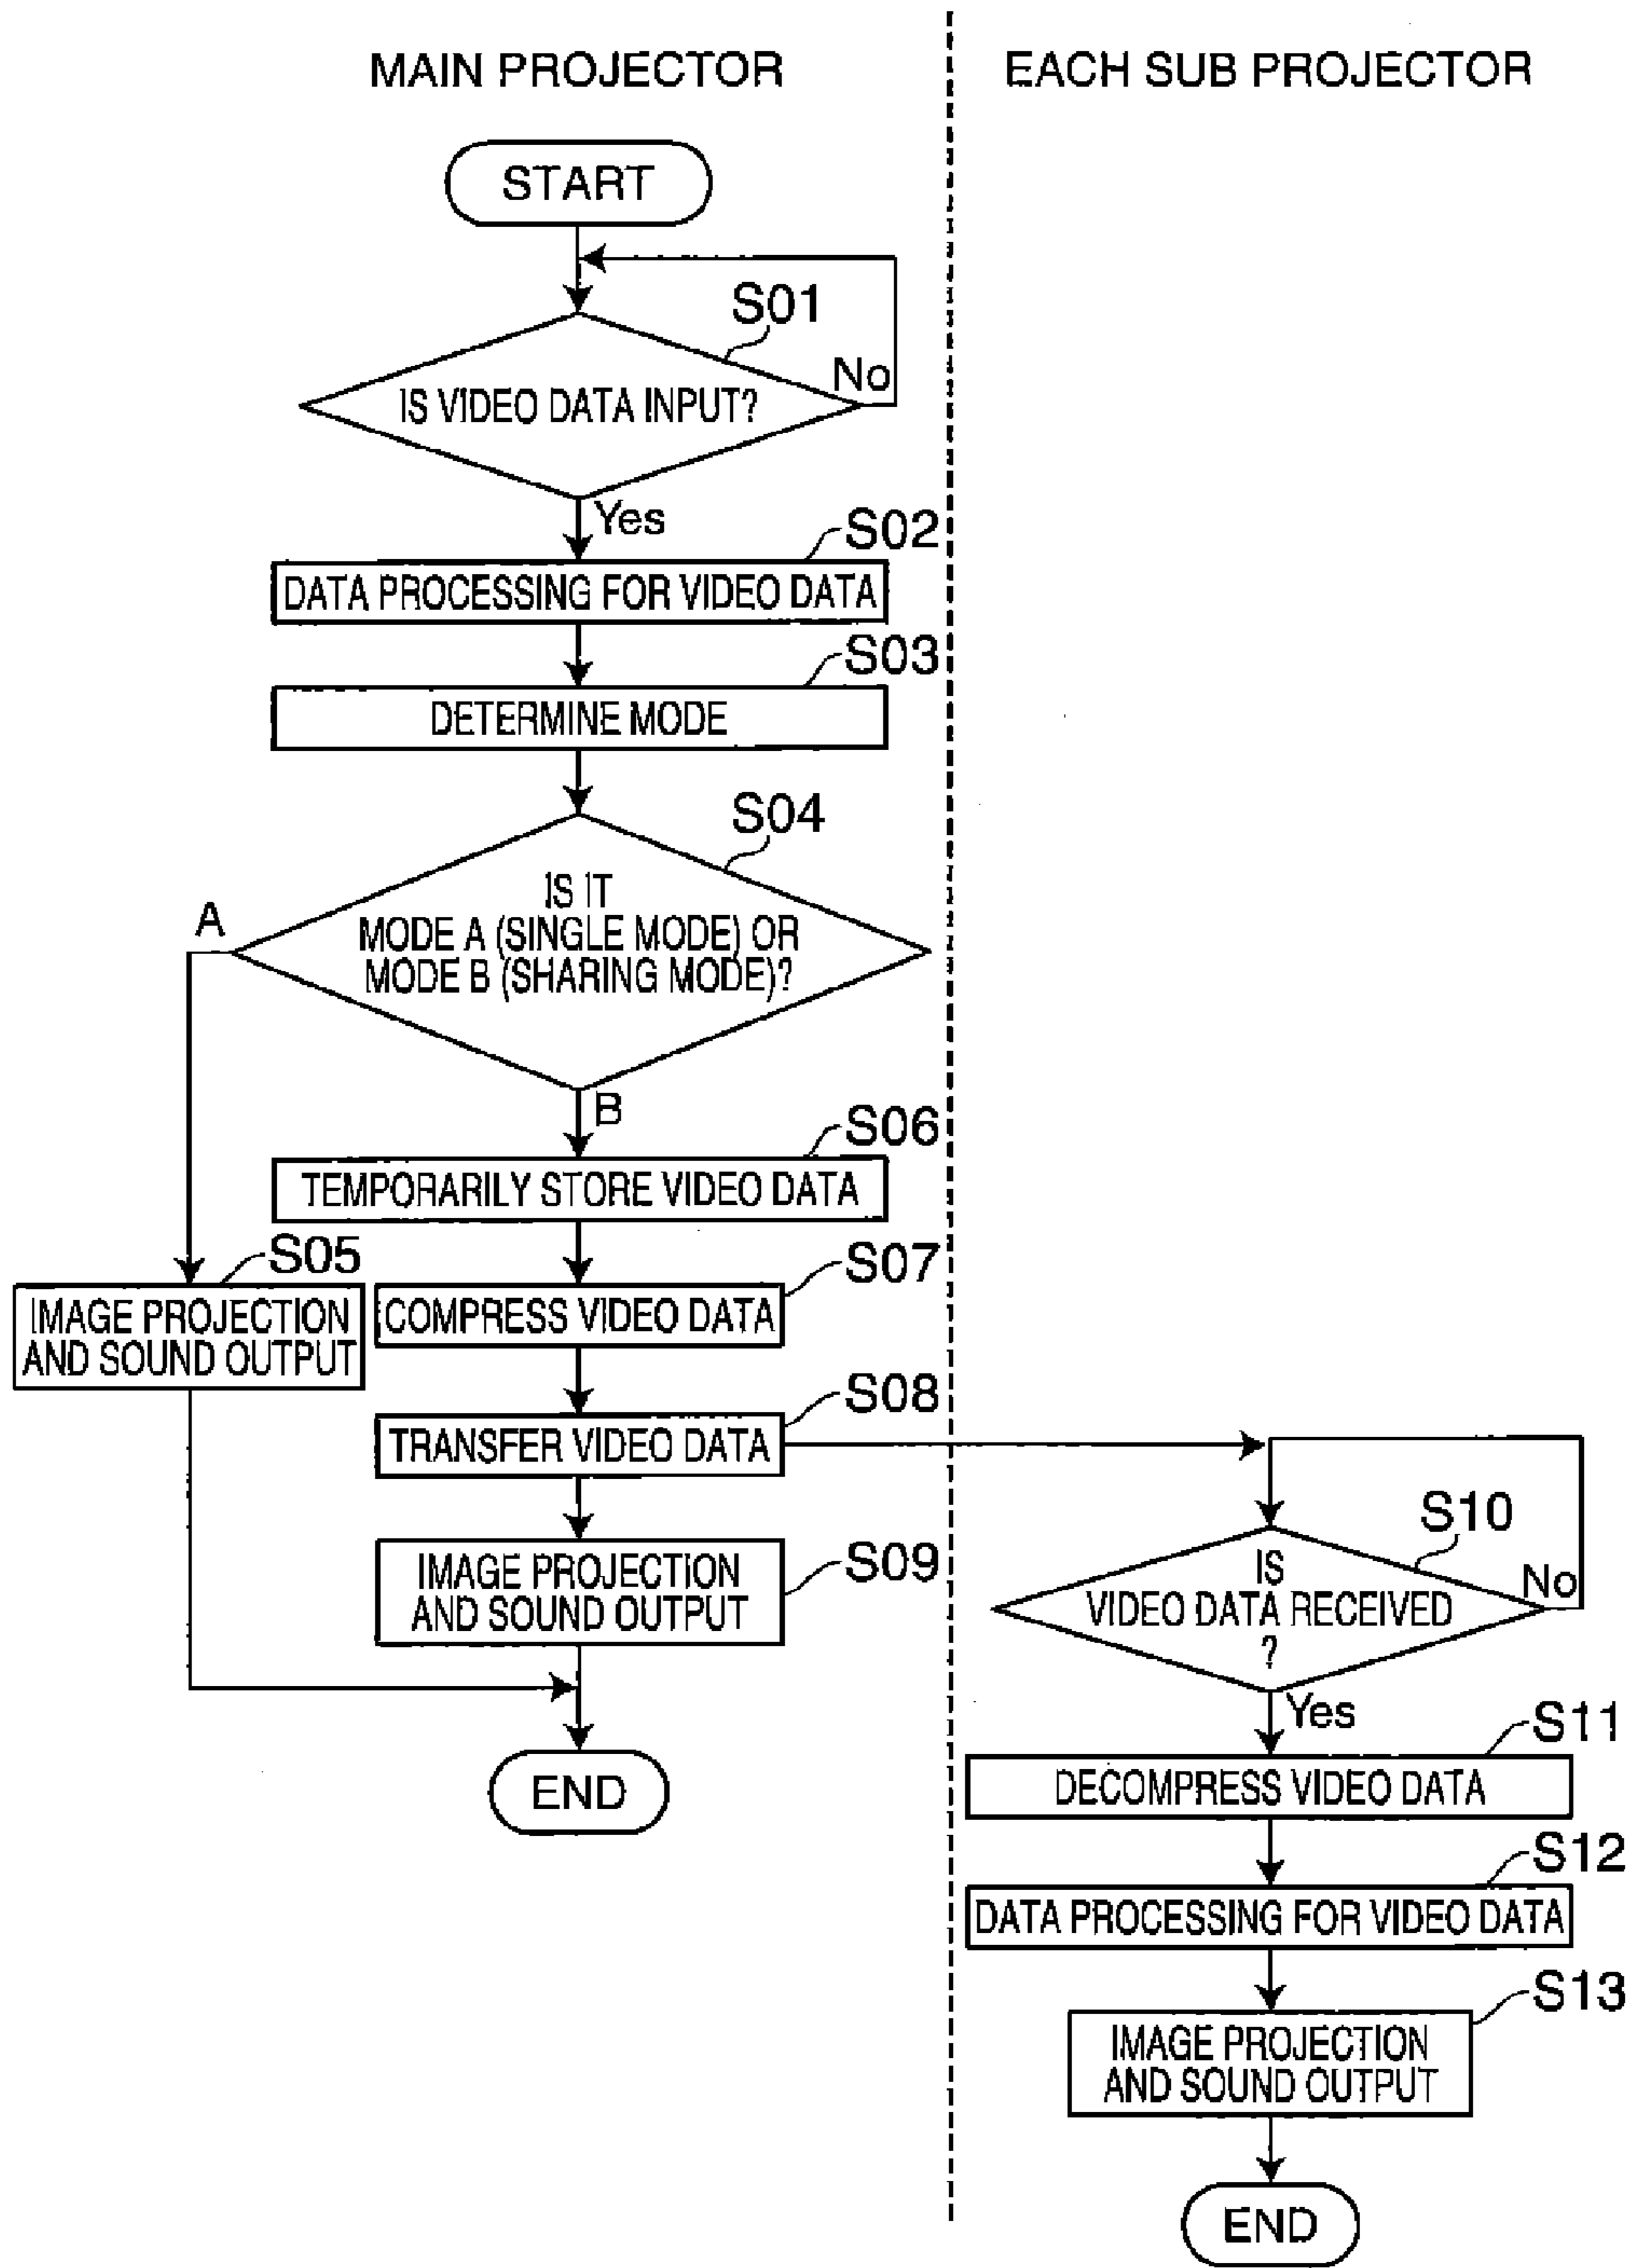 MAIN PROJECTOR
EACH SUB PROJECTOR
START
S01
IS VIDEO DATA INPUT?
No
Yes
S02
DATA PROCESSING FOR VIDEO DATA
S03
DETERMINE MODE
S04
IS IT
MODE A (SINGLE MODE) OR
MODE B (SHARING MODE)?
A
B
S06
TEMPORARILY STORE VIDEO DATA
S05
IMAGE PROJECTION
AND SOUND OUTPUT
S07
COMPRESS VIDEO DATA
S08
TRANSFER VIDEO DATA
S09
IMAGE PROJECTION
AND SOUND OUTPUT
END
S10
IS
VIDEO DATA RECEIVED
?
No
Yes
S11
DECOMPRESS VIDEO DATA
S12
DATA PROCESSING FOR VIDEO DATA
S13
IMAGE PROJECTION
AND SOUND OUTPUT
END